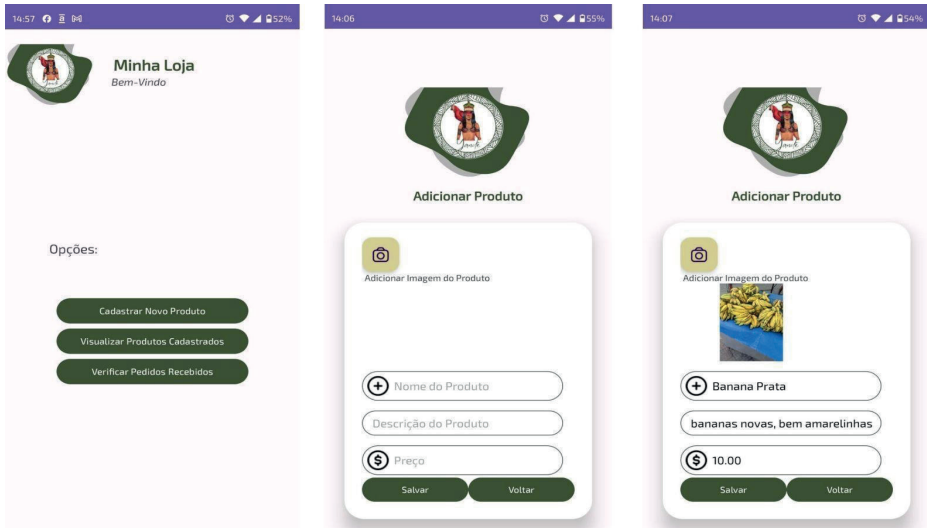 14:57
52%
Minha Loja
Bem-Vindo
Opções:
Cadastrar Novo Produto
Visualizar Produtos Cadastrados
Verificar Pedidos Recebidos
14:06
55%
Adicionar Produto
Adicionar Imagem do Produto
Nome do Produto
Descrição do Produto
$ Preço
Salvar
Voltar
14:07
54%
Adicionar Produto
Adicionar Imagem do Produto
Banana Prata
bananas novas, bem amarelinhas
$ 10.00
Salvar
Voltar